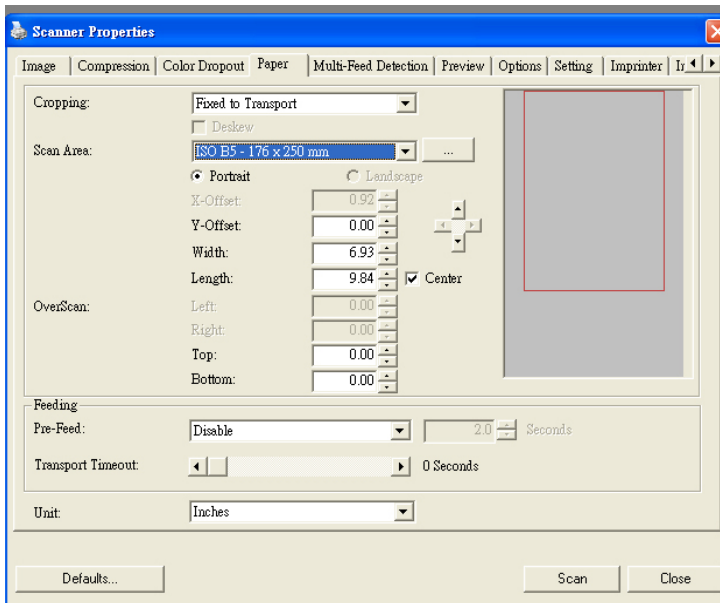 Scanner Properties
Image Compression Color Dropout Paper Multi-Feed Detection Preview Options Setting Imprinter
Cropping: Fixed to Transport
Deskew
Scan Area: ISO B5 - 176 x 250 mm ...
Portrait Landscape
X-Offset: 0.92
Y-Offset: 0.00
Width: 6.93
Length: 9.84 Center
OverScan: Left: 0.00
Right: 0.00
Top: 0.00
Bottom: 0.00
Feeding
Pre-Feed: Disable 2.0 Seconds
Transport Timeout: 0 Seconds
Unit: Inches
Defaults... Scan Close